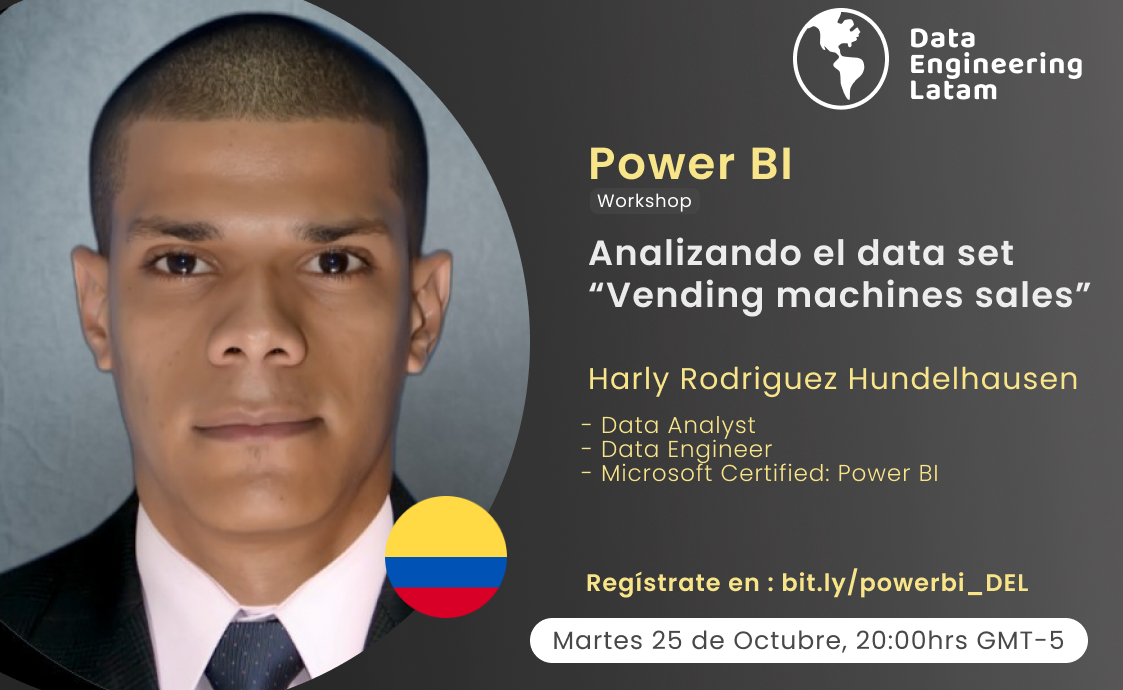 Data
Engineering
Latam
Power BI
Workshop
Analizando el data set
“Vending machines sales”
Harly Rodriguez Hundelhausen
- Data Analyst
- Data Engineer
- Microsoft Certified: Power BI
Regístrate en : bit.ly/powerbi_DEL
Martes 25 de Octubre, 20:00hrs GMT-5